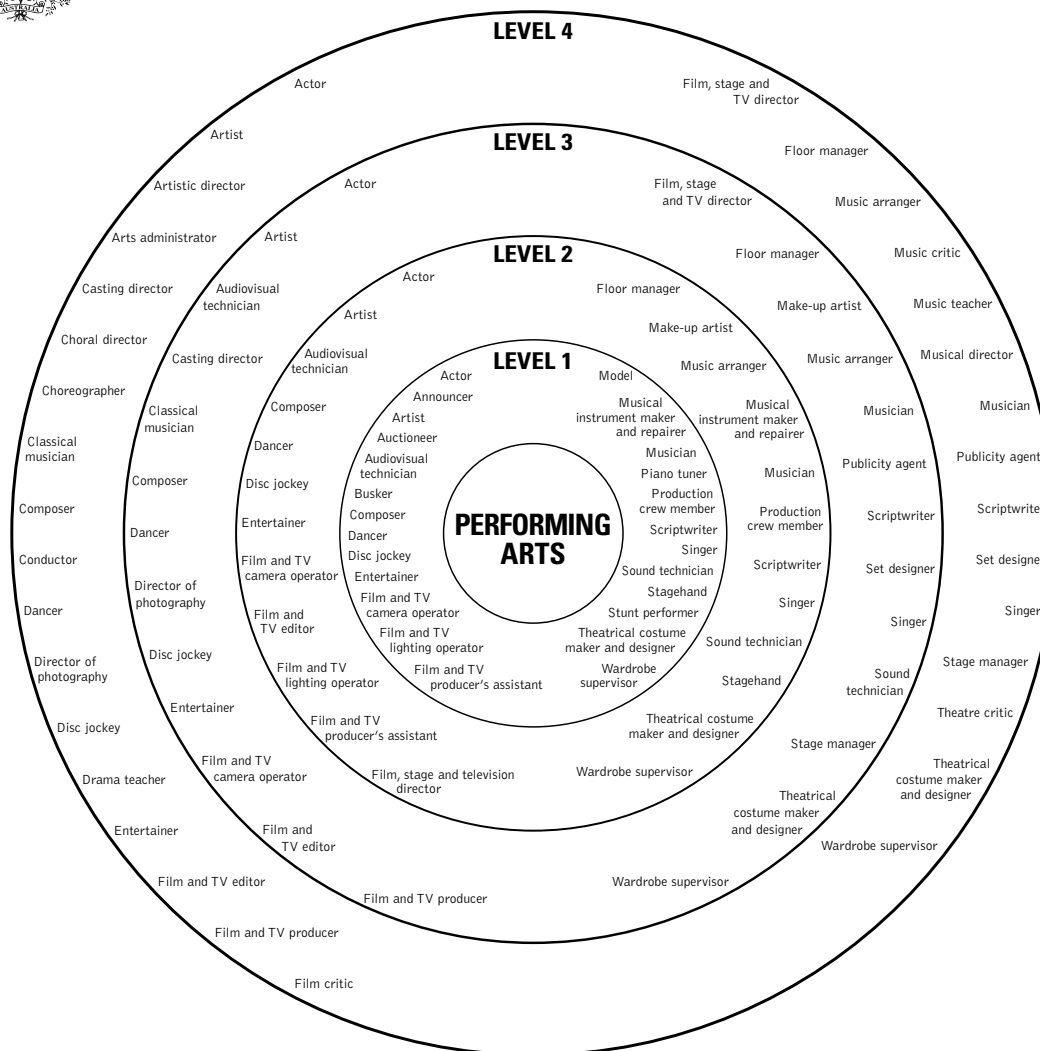 AUSTRALIA
LEVEL 4
Actor
Artist
Artistic director
Arts administrator
Casting director
Choral director
Choreographer
Classical
musician
Composer
Conductor
Dancer
Director of
photography
Disc jockey
Drama teacher
Entertainer
Film and TV editor
Film and TV producer
Film critic
Film, stage and
TV director
Floor manager
Music arranger
Music critic
Music teacher
Musical director
Musician
Publicity agent
Scriptwrite
Set designe
Singer
Stage manager
Theatre critic
Theatrical
costume maker
and designer
Wardrobe supervisor
LEVEL 3
Actor
Artist
Audiovisual
technician
Casting director
Classical
musician
Composer
Dancer
Director of
photography
Disc jockey
Entertainer
Film and TV
camera operator
Film and
TV editor
Film and TV producer
Film, stage
and TV director
Floor manager
Make-up artist
Music arranger
Musician
Publicity agent
Scriptwriter
Set designer
Singer
Sound
technician
Stage manager
Theatrical
costume maker
and designer
Wardrobe supervisor
LEVEL 2
Actor
Artist
Audiovisual
technician
Composer
Dancer
Disc jockey
Entertainer
Film and TV
camera operator
Film and
TV editor
Film and TV
lighting operator
Film and TV
producer's assistant
Film, stage and television
director
Floor manager
Make-up artist
Music arranger
Musical
instrument maker
and repairer
Musician
Production
crew member
Scriptwriter
Singer
Sound technician
Stagehand
Theatrical costume
maker and designer
Wardrobe supervisor
LEVEL 1
Actor
Announcer
Artist
Auctioneer
Audiovisual
technician
Busker
Composer
Dancer
Disc jockey
Entertainer
Film and TV
camera operator
Film and TV
lighting operator
Film and TV
producer's assistant
Model
Musical
instrument maker
and repairer
Musician
Piano tuner
Production
crew member
Scriptwriter
Singer
Sound technician
Stagehand
Stunt performer
Theatrical costume
maker and designer
Wardrobe
supervisor
PERFORMING
ARTS